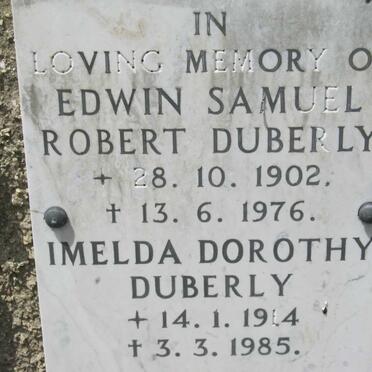 IN
LOVING MEMORY O
EDWIN SAMUEL
ROBERT DUBERLY
+ 28. 10. 1902.
† 13. 6. 1976.
IMELDA DOROTHY
DUBERLY
+ 14. 1. 1914
† 3. 3. 1985.